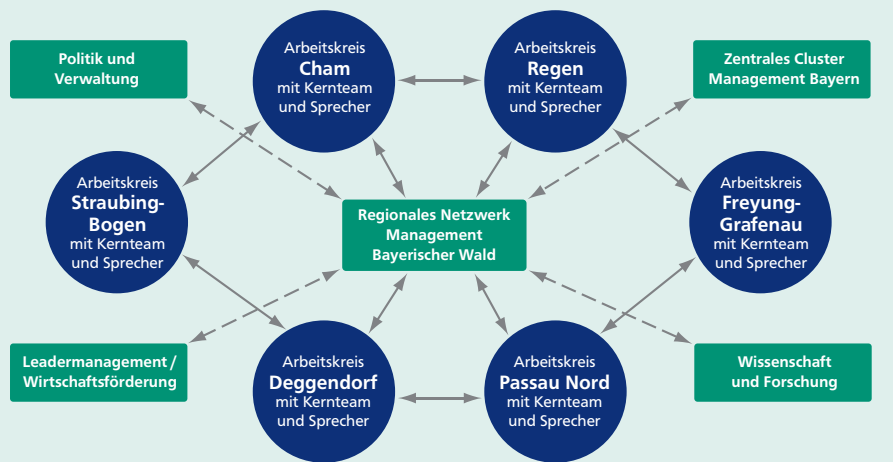 Politik und
Verwaltung
Arbeitskreis
Cham
mit Kernteam
und Sprecher
Arbeitskreis
Regen
mit Kernteam
und Sprecher
Zentrales Cluster
Management Bayern
Arbeitskreis
Straubing-
Bogen
mit Kernteam
und Sprecher
Regionales Netzwerk
Management
Bayerischer Wald
Arbeitskreis
Freyung-
Grafenau
mit Kernteam
und Sprecher
Leadermanagement /
Wirtschaftsförderung
Arbeitskreis
Deggendorf
mit Kernteam
und Sprecher
Arbeitskreis
Passau Nord
mit Kernteam
und Sprecher
Wissenschaft
und Forschung